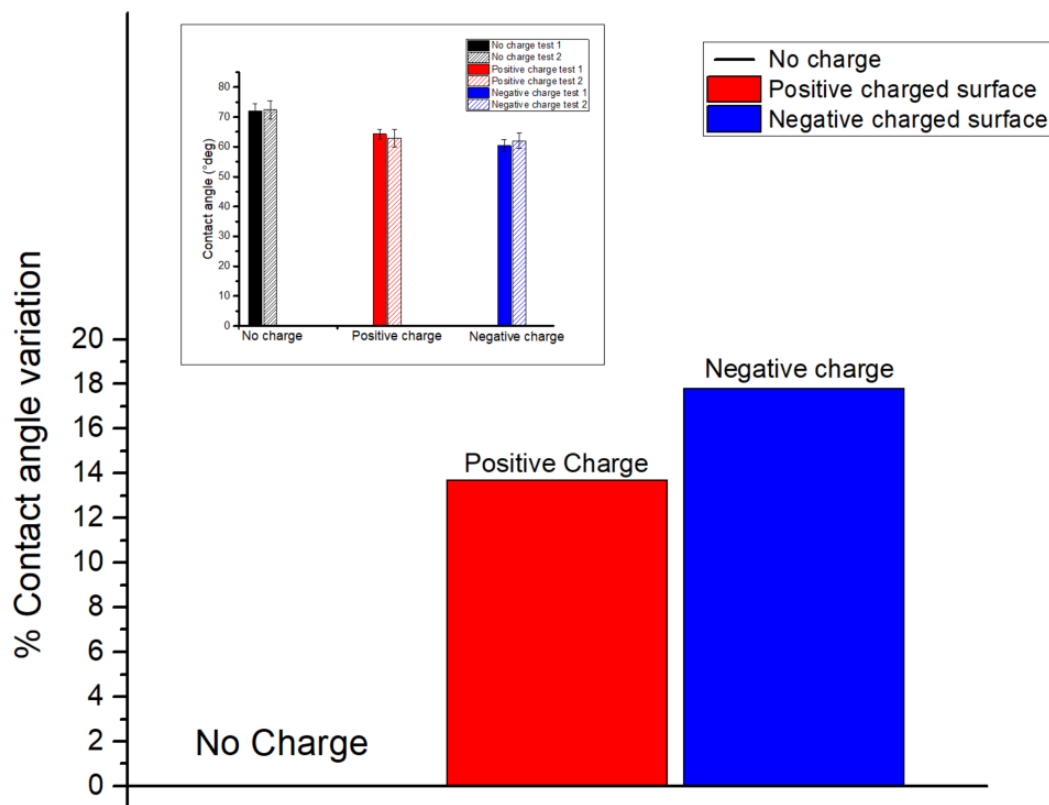 No charge test 1
No charge test 2
Positive charge test 1
Positive charge test 2
Negative charge test 1
Negative charge test 2
Contact angle (°deg)
80
70
60
50
40
30
20
10
0
No charge
Positive charge
Negative charge
No charge
Positive charged surface
Negative charged surface
% Contact angle variation
20
18
16
14
12
10
8
6
4
2
0
Negative charge
Positive Charge
No Charge